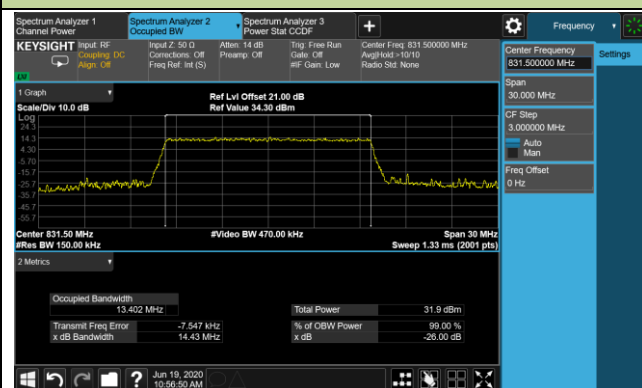 Spectrum Analyzer 1
Channel Power
Spectrum Analyzer 2
Occupied BW
Spectrum Analyzer 3
Power Stat CCDF
+
Frequency
KEYSIGHT
Input: RF
Coupling: DC
Align: Off
Input Z: 50 Ω
Corrections: Off
Freq Ref: Int (S)
Atten: 14 dB
Preamp: Off
Trig: Free Run
Gate: Off
#IF Gain: Low
Center Freq: 831.500000 MHz
Avg|Hold:>10/10
Radio Std: None
LXI
Center Frequency
831.500000 MHz
Settings
Span
30.000 MHz
CF Step
3.000000 MHz
Auto
Man
Freq Offset
0 Hz
1 Graph
Scale/Div 10.0 dB
Ref Lvl Offset 21.00 dB
Ref Value 34.30 dBm
Log
24.3
14.3
4.30
-5.70
-15.7
-25.7
-35.7
-45.7
-55.7
Center 831.50 MHz
#Res BW 150.00 kHz
#Video BW 470.00 kHz
Span 30 MHz
Sweep 1.33 ms (2001 pts)
2 Metrics
Occupied Bandwidth
13.402 MHz
Total Power 31.9 dBm
Transmit Freq Error -7.547 kHz
% of OBW Power 99.00 %
x dB Bandwidth 14.43 MHz
x dB -26.00 dB
?
Jun 19, 2020
10:56:50 AM